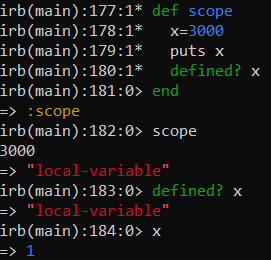 irb(main):177:1* def scope
irb(main):178:1*   x=3000
irb(main):179:1*   puts x
irb(main):180:1*   defined? x
irb(main):181:0> end
=> :scope
irb(main):182:0> scope
3000
=> "local-variable"
irb(main):183:0> defined? x
=> "local-variable"
irb(main):184:0> x
=> 1